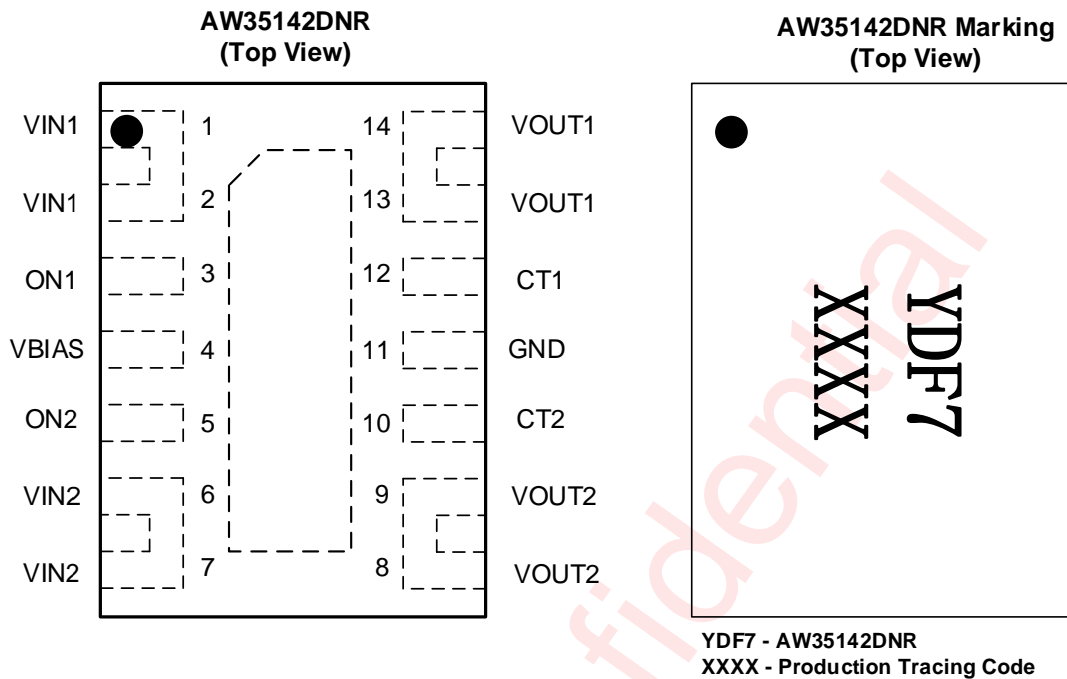 AW35142DNR
(Top View)
VIN1 1 14 VOUT1
VIN1 2 13 VOUT1
ON1 3 12 CT1
VBIAS 4 11 GND
ON2 5 10 CT2
VIN2 6 9 VOUT2
VIN2 7 8 VOUT2
AW35142DNR Marking
(Top View)
YDF7
XXXX
fidential
YDF7 - AW35142DNR
XXXX - Production Tracing Code